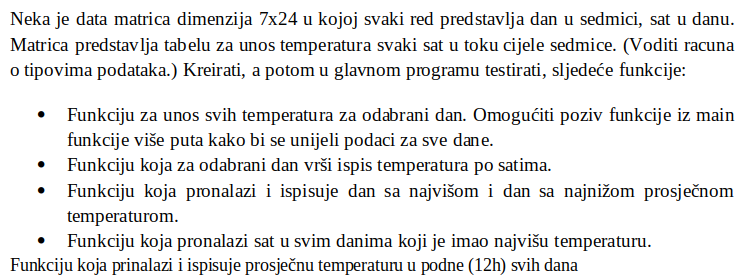 Neka je data matrica dimenzija 7x24 u kojoj svaki red predstavlja dan u sedmici, sat u danu.
Matrica predstavlja tabelu za unos temperatura svaki sat u toku cijele sedmice. (Voditi racuna
o tipovima podataka.) Kreirati, a potom u glavnom programu testirati, sljedeće funkcije:
• Funkciju za unos svih temperatura za odabrani dan. Omogućiti poziv funkcije iz main
funkcije više puta kako bi se unijeli podaci za sve dane.
• Funkciju koja za odabrani dan vrši ispis temperatura po satima.
• Funkciju koja pronalazi i ispisuje dan sa najvišom i dan sa najnižom prosječnom
temperaturom.
• Funkciju koja pronalazi sat u svim danima koji je imao najvišu temperaturu.
Funkciju koja prinalazi i ispisuje prosječnu temperaturu u podne (12h) svih dana